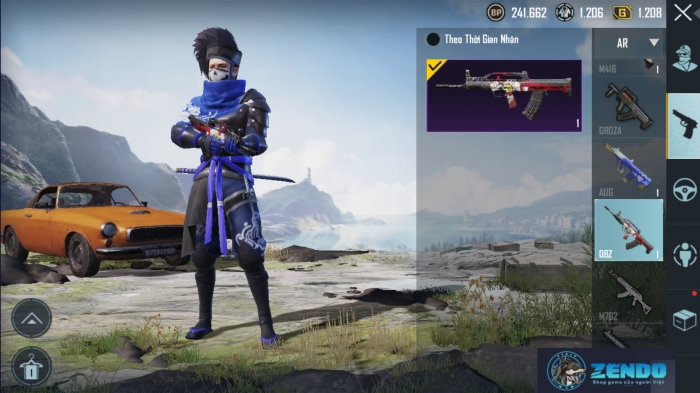 BP 241.662 1.206 G 1.208
Theo Thời Gian Nhận
AR
1
M416
1
GROZA
AUG
1
QBZ
1
M762
ZENDO
Shop game của người Việt